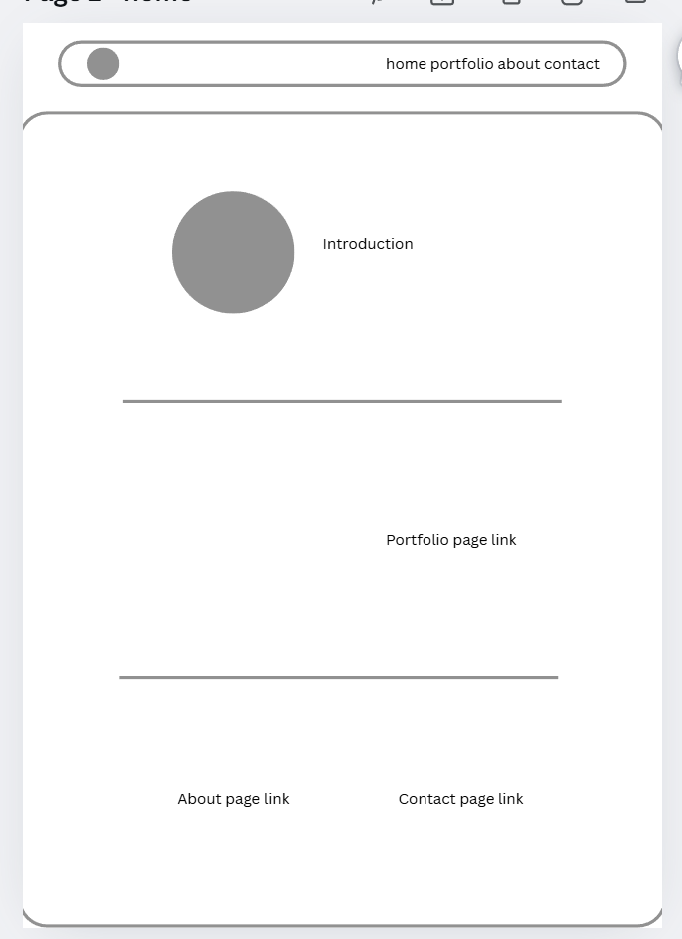 home portfolio about contact
Introduction
Portfolio page link
About page link
Contact page link